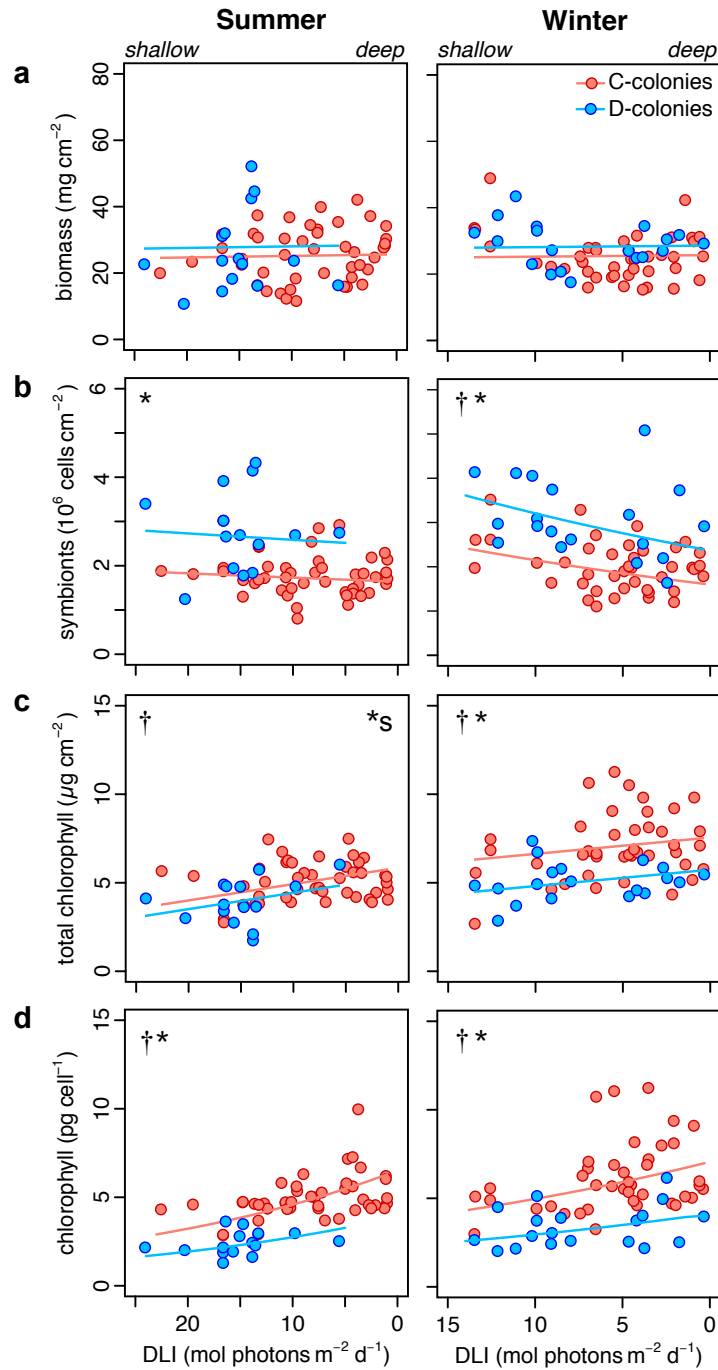 Summer Winter
shallow deep shallow deep
a
80
60
40
20
0
biomass (mg cm⁻²)
C-colonies
D-colonies
b
6
4
2
0
symbionts (10⁶ cells cm⁻²)
*
† *
c
15
10
5
0
total chlorophyll (µg cm⁻²)
† *S
† *
d
15
10
5
0
chlorophyll (pg cell⁻¹)
†*
† *
20 10 0 15 10 5 0
DLI (mol photons m⁻² d⁻¹) DLI (mol photons m⁻² d⁻¹)